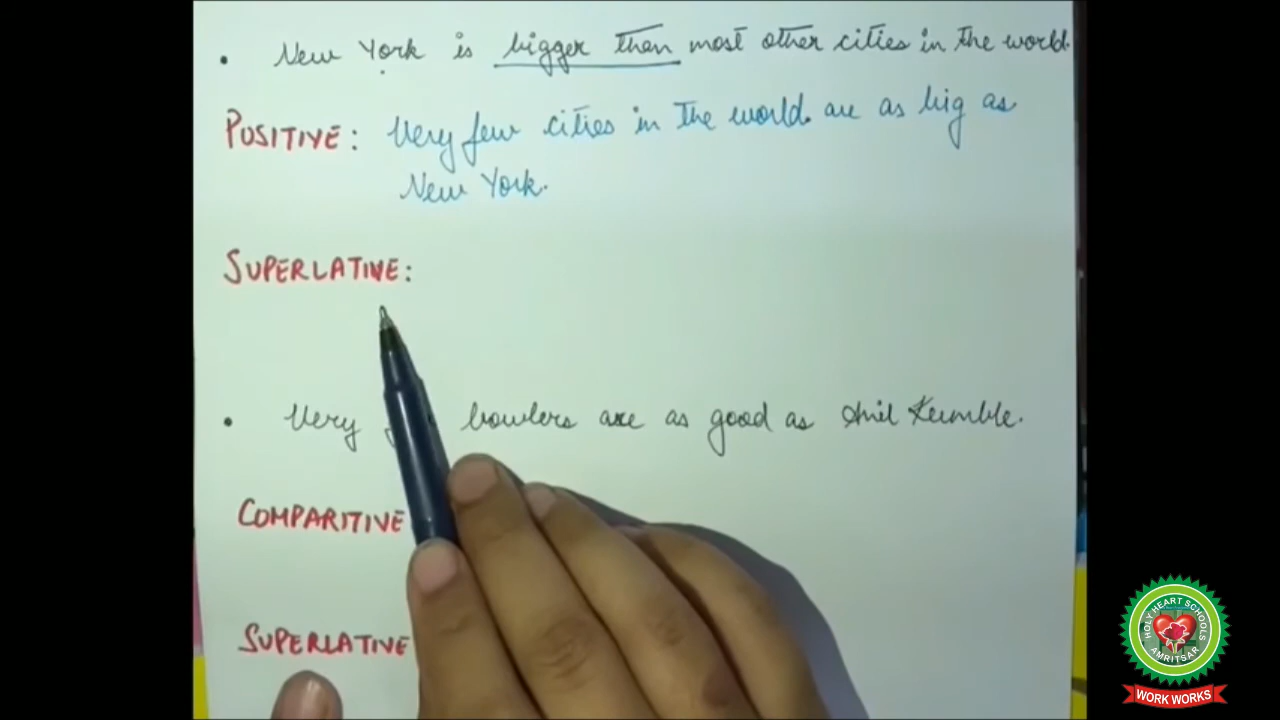 • New York is bigger than most other cities in the world.
POSITIVE: Very few cities in the world are as big as
New York.
SUPERLATIVE:
• Very bowlers are as good as Anil Kumble.
COMPARITIVE
SUPERLATIVE
HOLY HEART SCHOOLS
AMRITSAR
WORK WORKS